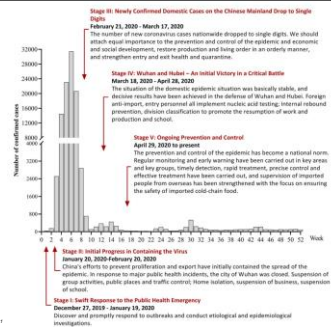 Stage III: Newly Confirmed Domestic Cases on the Chinese Mainland Drop to Single
Digits
February 21, 2020 - March 17, 2020
The number of new coronavirus cases nationwide dropped to single digits. We should
attach equal importance to the prevention and control of the epidemic and economic
and social development, restore production and living order in an orderly manner,
and strengthen entry and exit health and quarantine.
Stage IV: Wuhan and Hubei – An Initial Victory in a Critical Battle
March 18, 2020 - April 28, 2020
The situation of the domestic epidemic situation was basically stable, and
decisive results have been achieved in the defense of Wuhan and Hubei. Foreign
anti-import, entry personnel all implement nucleic acid testing; Internal rebound
prevention, division classification to promote the resumption of work and
production and school.
Stage V: Ongoing Prevention and Control
April 29, 2020 to present
The prevention and control of the epidemic has become a national norm.
Regular monitoring and early warning have been carried out in key areas
and key groups, timely detection, rapid treatment, precise control and
effective treatment have been carried out, and supervision of imported
people from overseas has been strengthened with the focus on ensuring
the safety of imported cold-chain food.
Number of confirmed cases
32000
28000
24000
20000
16000
12000
4000
3200
2400
1600
800
0
0 2 4 6 8 10 12 14 16 18 20 22 24 26 28 30 32 34 36 38 40 42 44 46 48 50 52 Week
Stage II: Initial Progress in Containing the Virus
January 20, 2020-February 20, 2020
China's efforts to prevent proliferation and export have initially contained the spread of the
epidemic. In response to major public health incidents, the city of Wuhan was closed. Suspension of
group activities, public places and traffic control; Home isolation, suspension of business, suspension
of school.
Stage I: Swift Response to the Public Health Emergency
December 27, 2019 - January 19, 2020
Discover and promptly respond to outbreaks and conduct etiological and epidemiological
investigations.